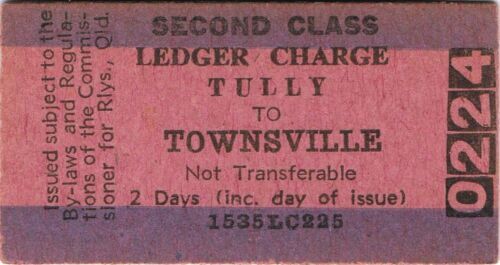 Issued subject to the
By-laws and Regula-
tions of the Commis-
sioner for Rlys., Qld.
SECOND CLASS
LEDGER CHARGE
TULLY
TO
TOWNSVILLE
Not Transferable
2 Days (inc. day of issue)
1535LC225
0224